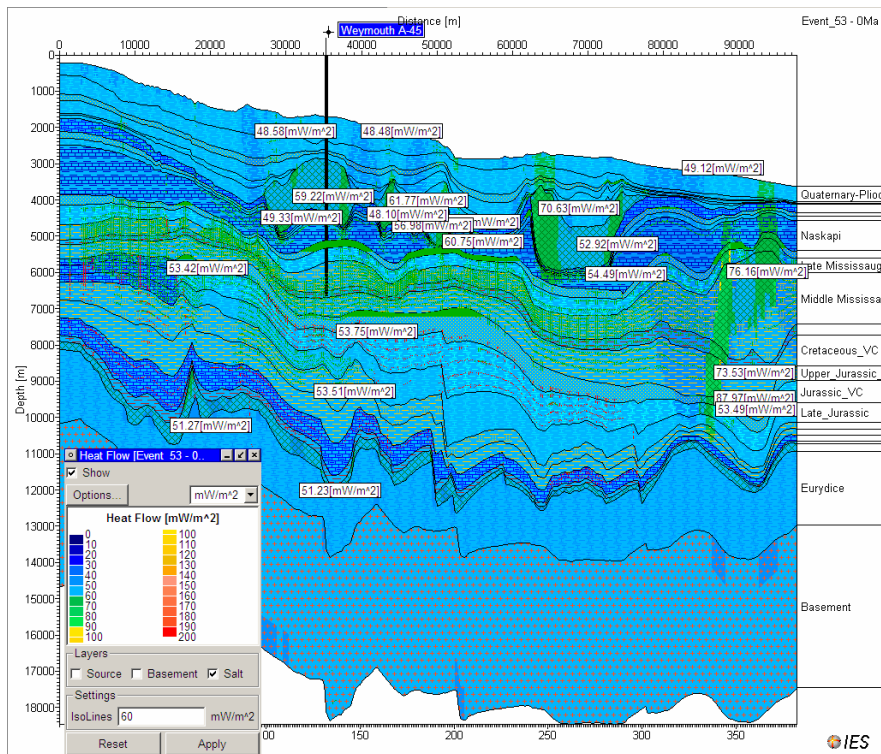 Distance [m]
Event_53 - 0Ma
Weymouth A-45
0 10000 20000 30000 40000 50000 60000 70000 80000 90000
Depth [m]
0
1000
2000
3000
4000
5000
6000
7000
8000
9000
10000
11000
12000
13000
14000
15000
16000
17000
18000
48.58[mW/m^2]
48.48[mW/m^2]
49.12[mW/m^2]
59.22[mW/m^2]
61.77[mW/m^2]
70.63[mW/m^2]
49.33[mW/m^2]
48.10[mW/m^2]
56.98[mW/m^2]
60.75[mW/m^2]
52.92[mW/m^2]
53.42[mW/m^2]
54.49[mW/m^2]
76.16[mW/m^2]
53.75[mW/m^2]
73.53[mW/m^2]
53.51[mW/m^2]
87.97[mW/m^2]
53.49[mW/m^2]
51.27[mW/m^2]
51.23[mW/m^2]
Quaternary-Plioc
Naskapi
Late Mississaug
Middle Mississa
Cretaceous_VC
Upper_Jurassic_
Jurassic_VC
Late_Jurassic
Eurydice
Basement
Heat Flow [Event 53 - 0..
Show
Options...
mW/m^2
Heat Flow [mW/m^2]
0 100
10 110
20 120
30 130
40 140
50 150
60 160
70 170
80 180
90 190
100 200
Layers
Source Basement Salt
Settings
IsoLines 60 mW/m^2
Reset Apply
150 200 250 300 350
IES